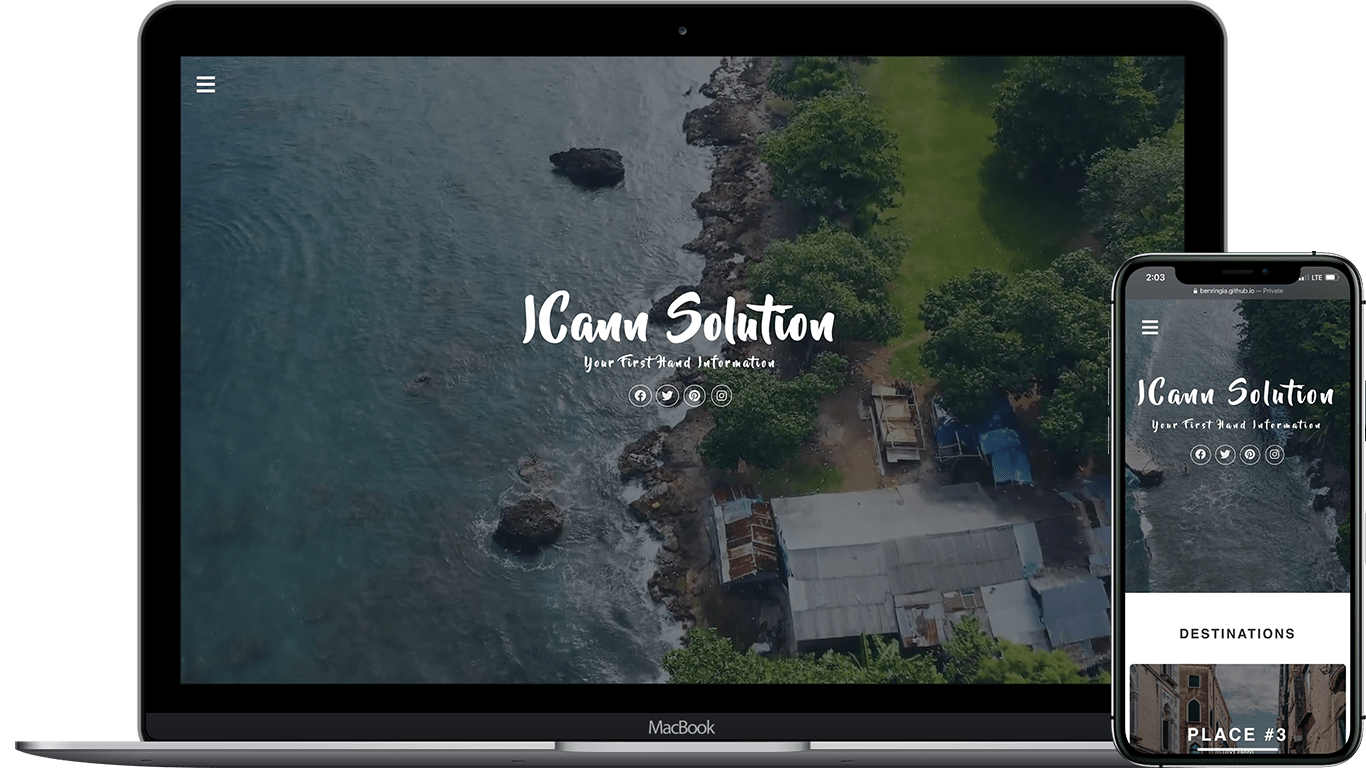 JCann Solution
Your First Hand Information
MacBook
2:03
LTE
benringia.github.io — Private
JCann Solution
Your First Hand Information
DESTINATIONS
PLACE #3